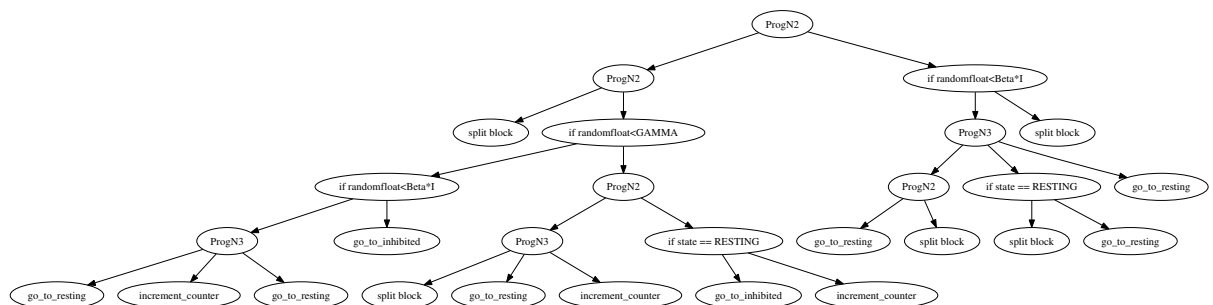 ProgN2
ProgN2
if randomfloat<Beta*I
split block
if randomfloat<GAMMA
ProgN3
split block
if randomfloat<Beta*I
ProgN2
ProgN2
if state == RESTING
go_to_resting
ProgN3
go_to_inhibited
ProgN3
if state == RESTING
go_to_resting
split block
split block
go_to_resting
go_to_resting
increment_counter
go_to_resting
split block
go_to_resting
increment_counter
go_to_inhibited
increment_counter